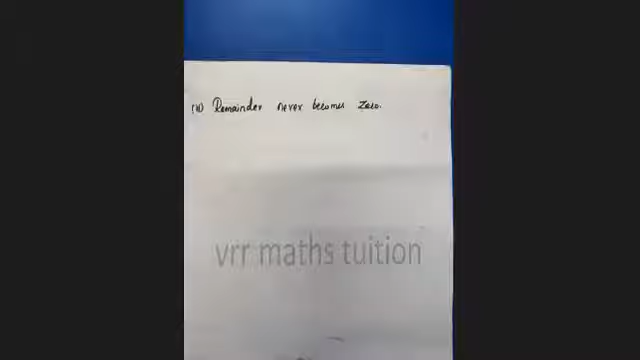 (ii) Remainder never becomes zero.
vrr maths tuition